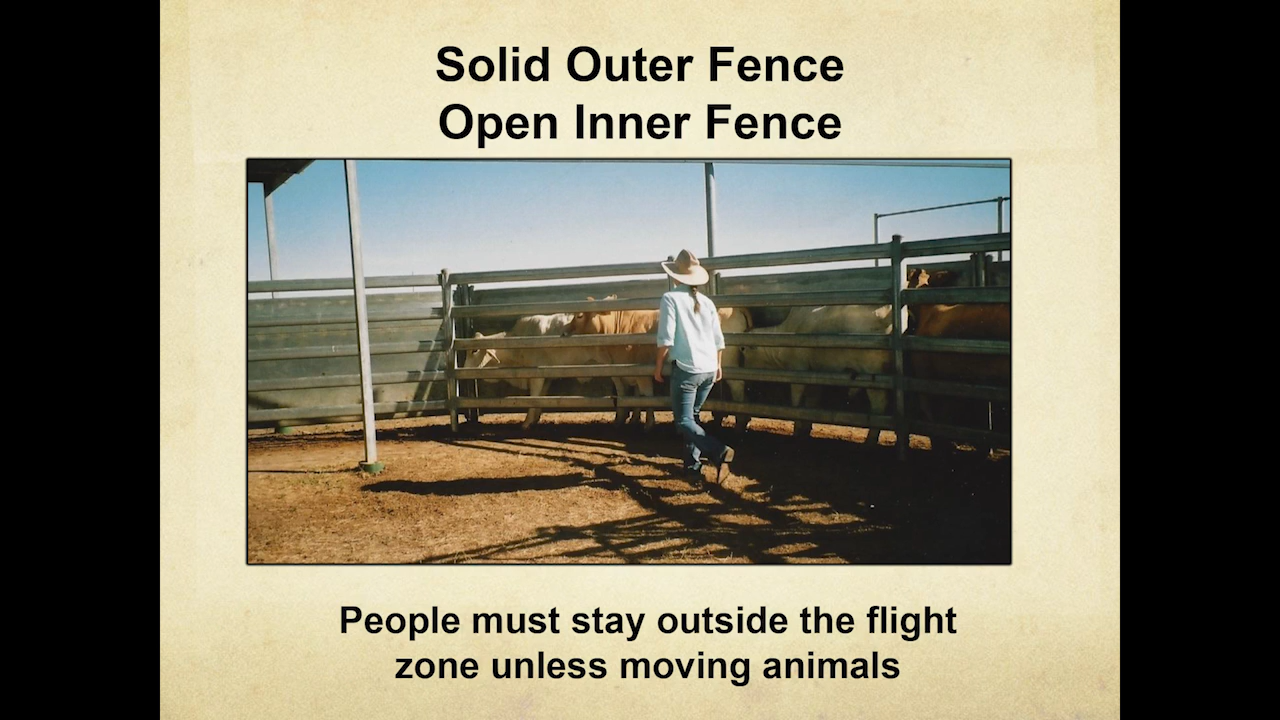 Solid Outer Fence
Open Inner Fence
People must stay outside the flight
zone unless moving animals